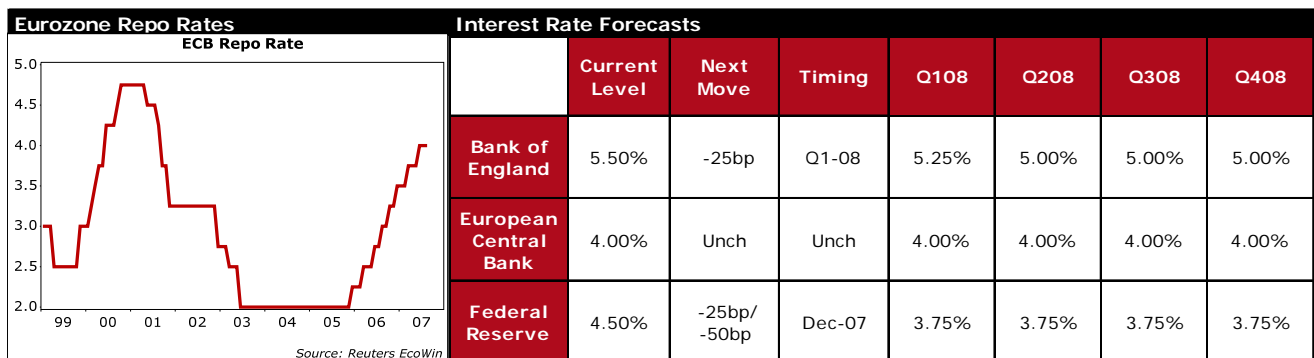 Eurozone Repo Rates
ECB Repo Rate
5.0
4.5
4.0
3.5
3.0
2.5
2.0
99 00 01 02 03 04 05 06 07
Source: Reuters EcoWin
Interest Rate Forecasts
Current Level Next Move Timing Q108 Q208 Q308 Q408
Bank of England 5.50% -25bp Q1-08 5.25% 5.00% 5.00% 5.00%
European Central Bank 4.00% Unch Unch 4.00% 4.00% 4.00% 4.00%
Federal Reserve 4.50% -25bp/ -50bp Dec-07 3.75% 3.75% 3.75% 3.75%